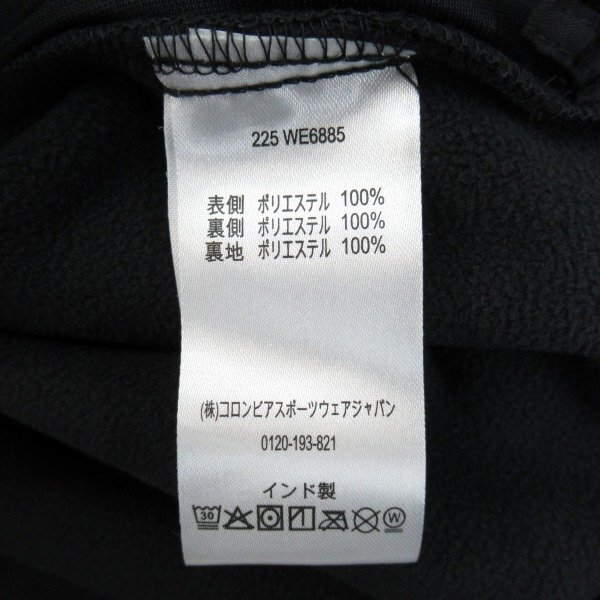 225 WE6885
表側 ポリエステル 100%
裏側 ポリエステル 100%
裏地 ポリエステル 100%
(株)コロンビアスポーツウェアジャパン
0120-193-821
インド製
30 W